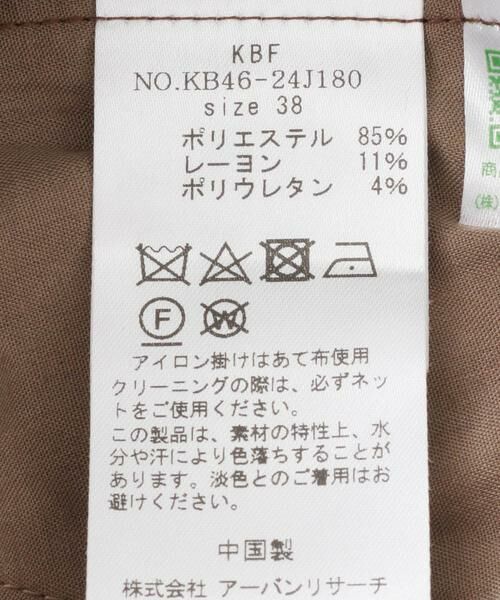 KBF
NO.KB46-24J180
size 38
ポリエステル 85%
レーヨン 11%
ポリウレタン 4%
F W
アイロン掛けはあて布使用
クリーニングの際は、必ずネッ
トをご使用ください。
この製品は、素材の特性上、水
分や汗により色落ちすることが
あります。淡色とのご着用はお
避けください。
中国製
株式会社 アーバンリサーチ
商
(株)